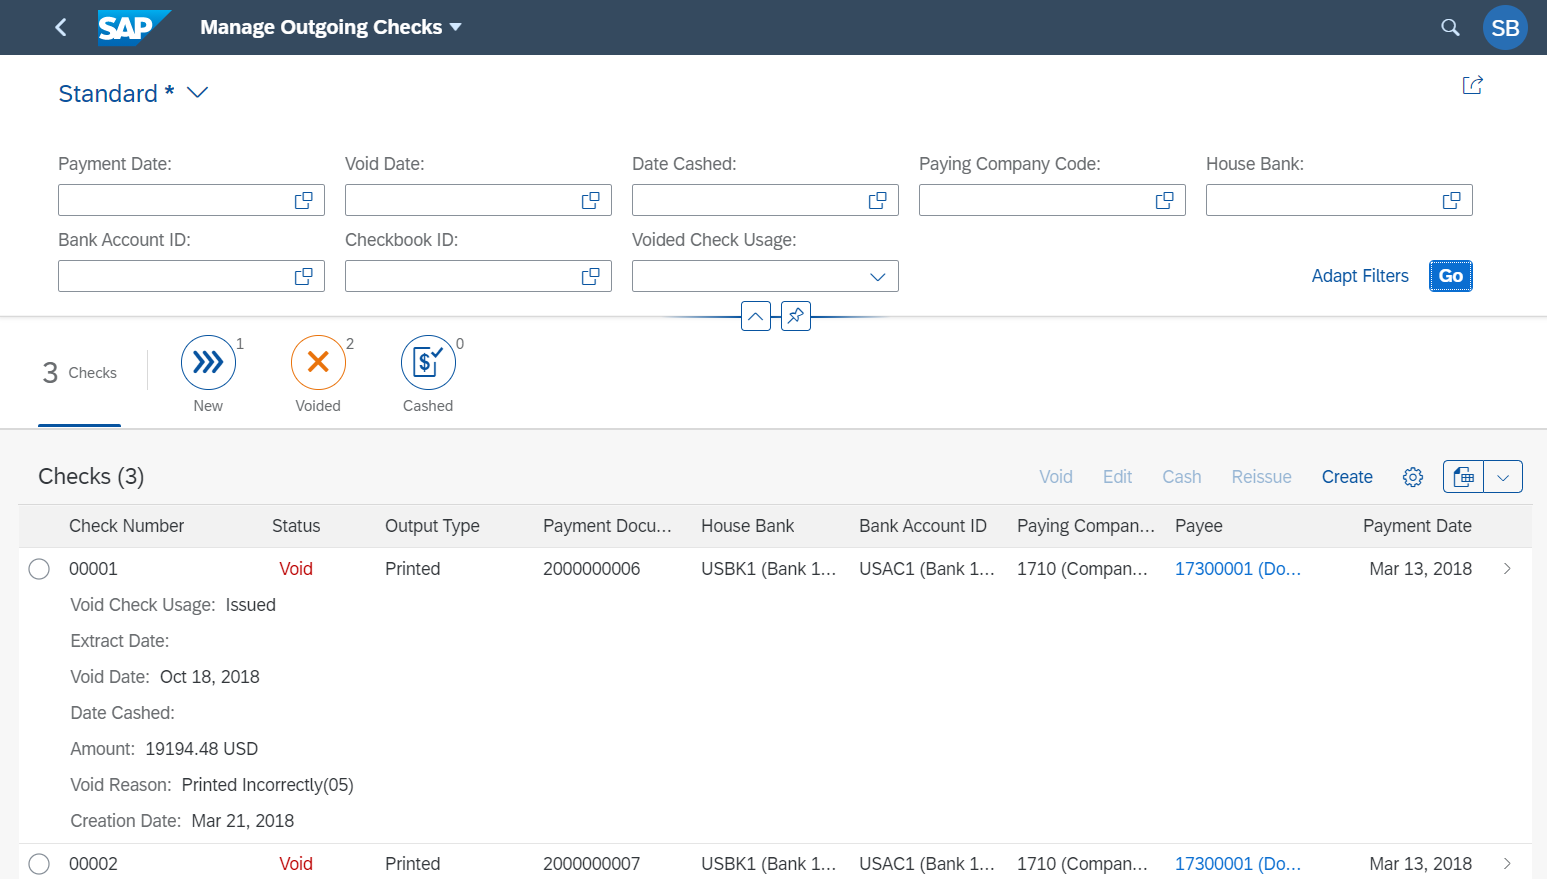 SAP Manage Outgoing Checks SB
Standard *
Payment Date: Void Date: Date Cashed: Paying Company Code: House Bank:
Bank Account ID: Checkbook ID: Voided Check Usage:
Adapt Filters Go
3 Checks
1
New
2
Voided
0
Cashed
Checks (3) Void Edit Cash Reissue Create
Check Number Status Output Type Payment Docu... House Bank Bank Account ID Paying Compan... Payee Payment Date
00001 Void Printed 2000000006 USBK1 (Bank 1... USAC1 (Bank 1... 1710 (Compan... 17300001 (Do... Mar 13, 2018
Void Check Usage: Issued
Extract Date:
Void Date: Oct 18, 2018
Date Cashed:
Amount: 19194.48 USD
Void Reason: Printed Incorrectly(05)
Creation Date: Mar 21, 2018
00002 Void Printed 2000000007 USBK1 (Bank 1... USAC1 (Bank 1... 1710 (Compan... 17300001 (Do... Mar 13, 2018